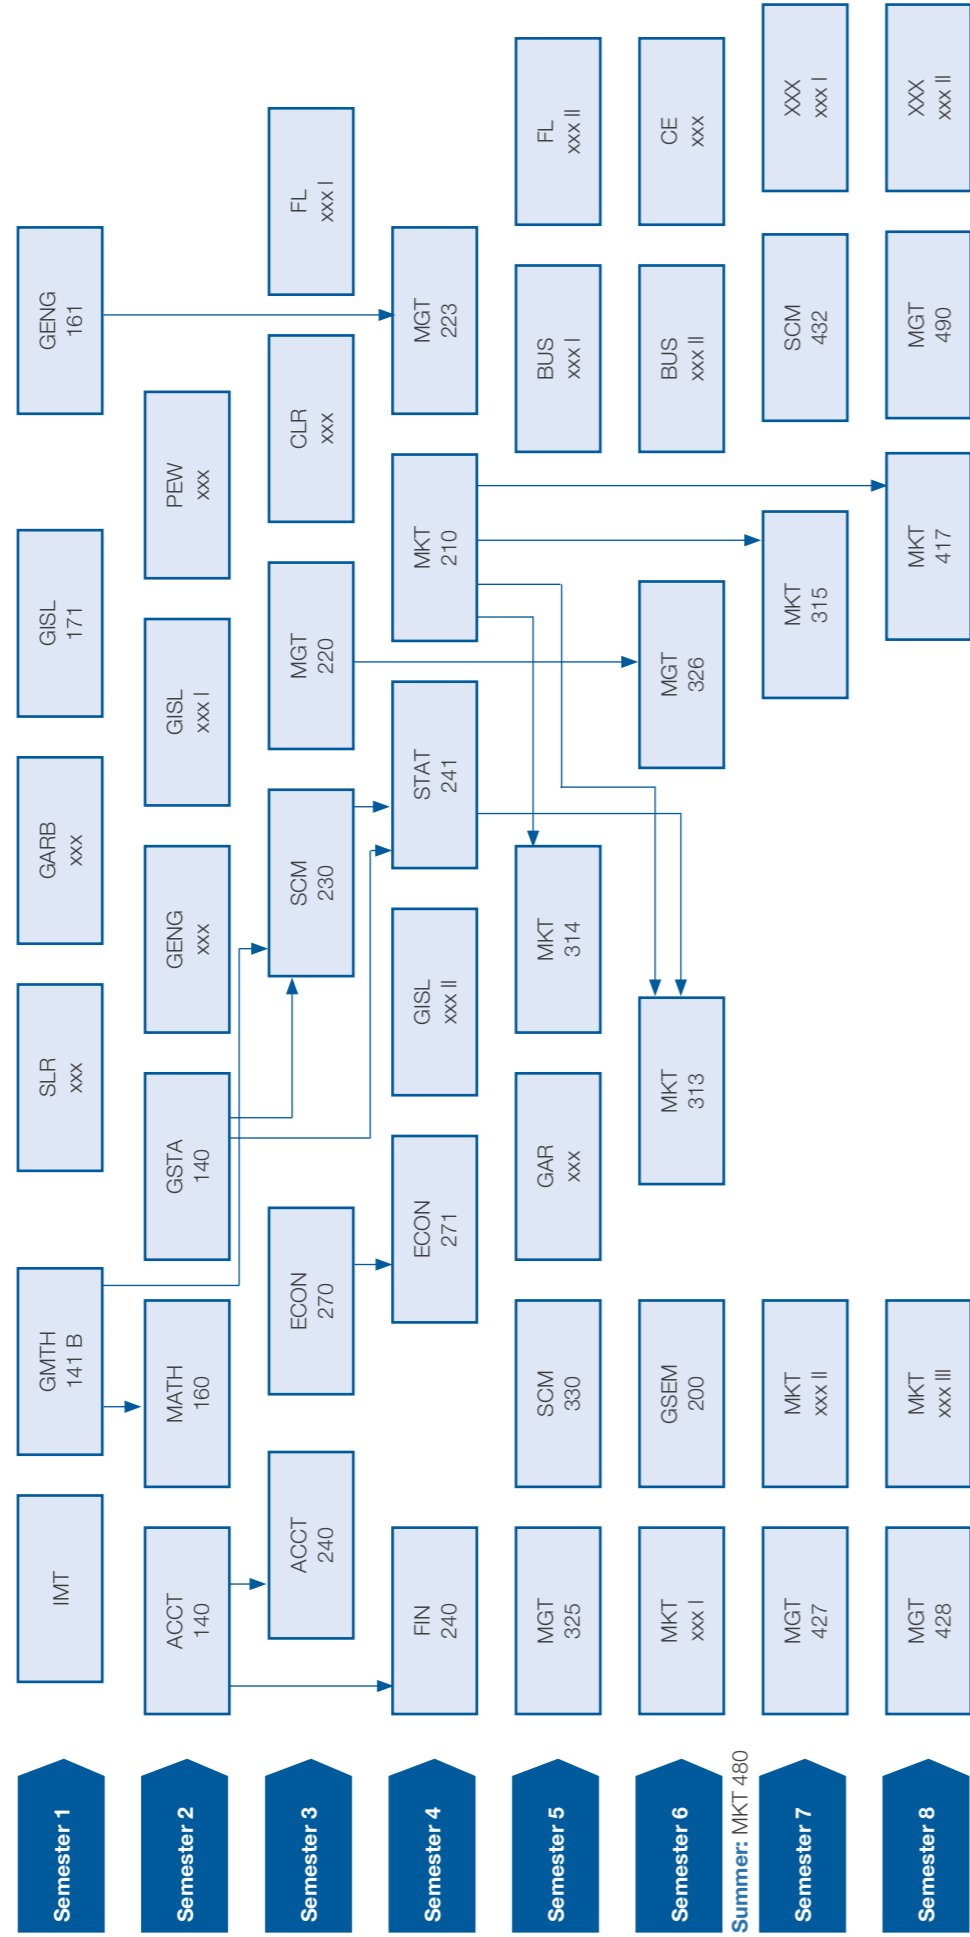 Semester 1
IMT
GMTH
141 B
SLR
xxx
GARB
xxx
GISL
171
GENG
161
Semester 2
ACCT
140
MATH
160
GSTA
140
GENG
xxx
GISL
xxx I
PEW
xxx
Semester 3
ACCT
240
ECON
270
SCM
230
MGT
220
CLR
xxx
FL
xxx I
Semester 4
FIN
240
ECON
271
GISL
xxx II
STAT
241
MKT
210
MGT
223
Semester 5
MGT
325
SCM
330
GAR
xxx
MKT
314
BUS
xxx I
FL
xxx II
Semester 6
MKT
xxx I
GSEM
200
MKT
313
MGT
326
BUS
xxx II
CE
xxx
Summer: MKT 480
Semester 7
MGT
427
MKT
xxx II
MKT
315
SCM
432
XXX
xxx I
Semester 8
MGT
428
MKT
xxx III
MKT
417
MGT
490
XXX
xxx II